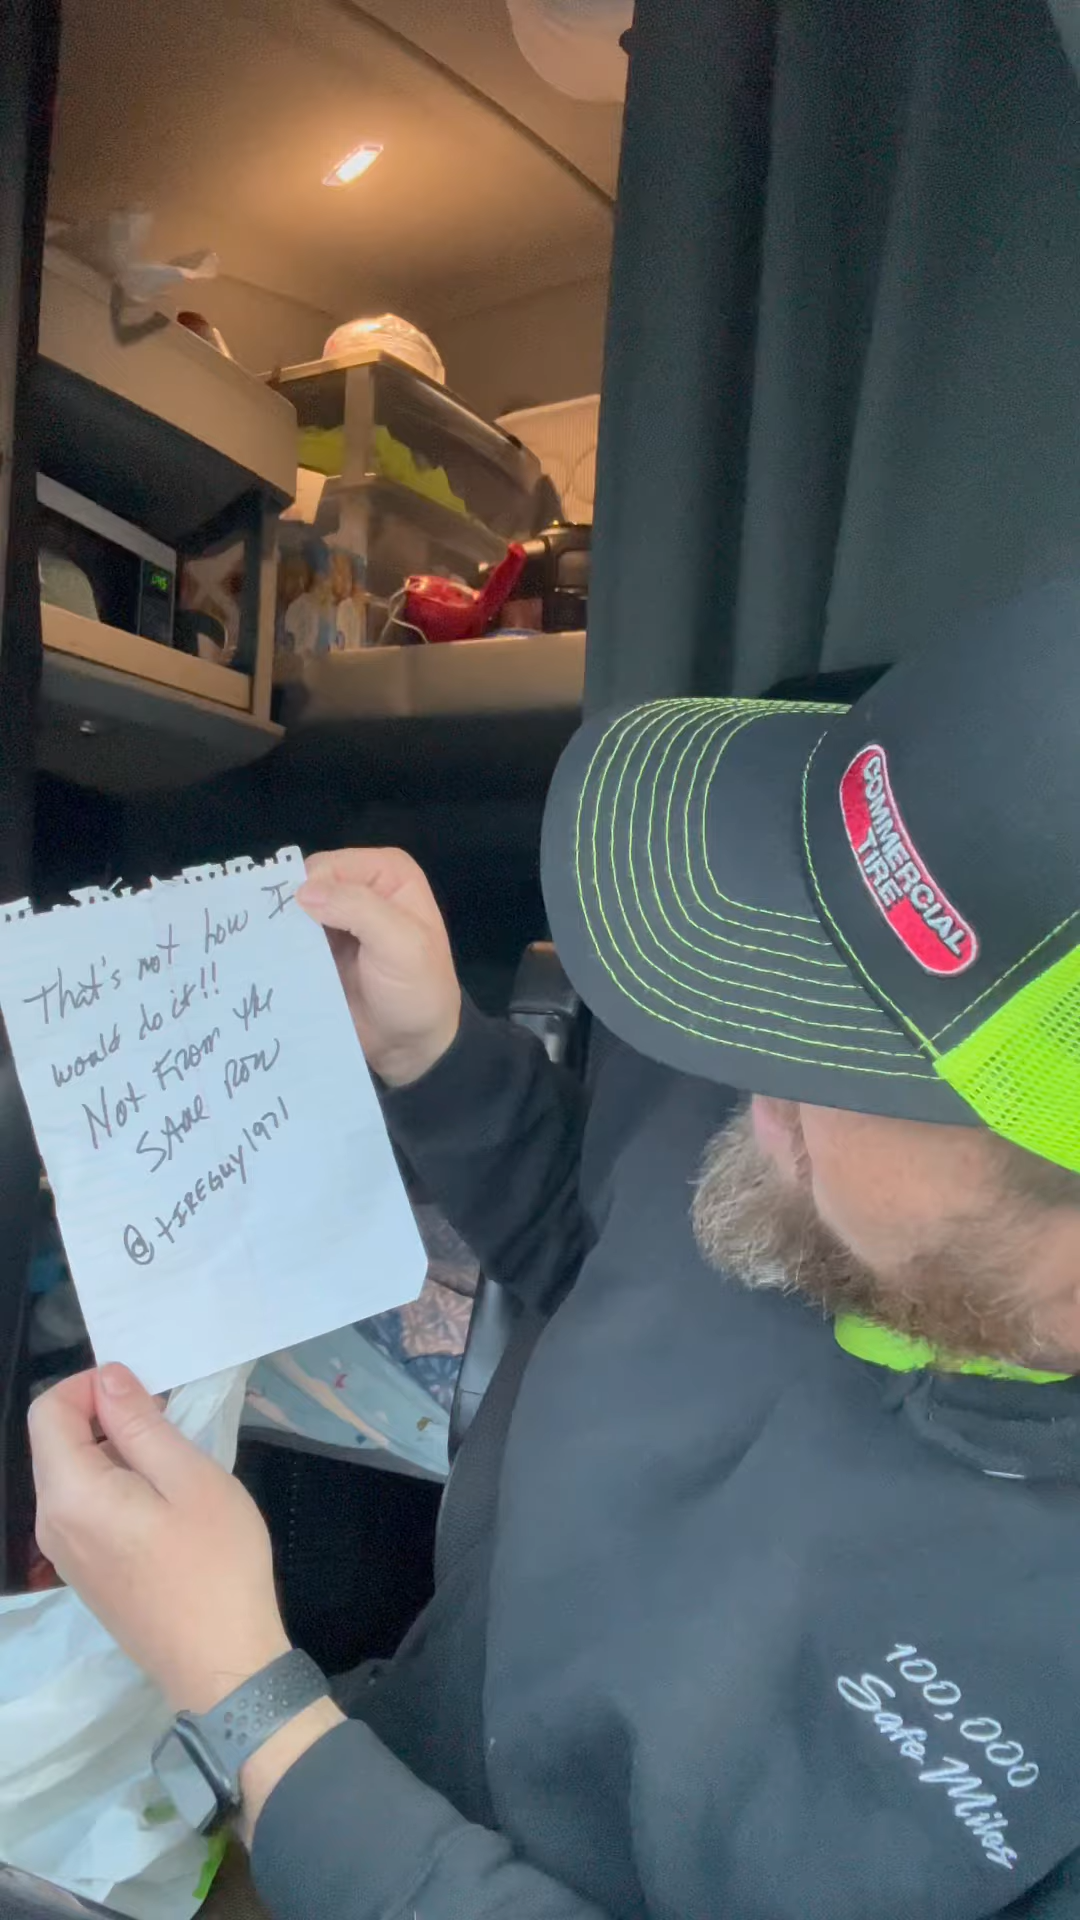 That's not how I
would do it!!
Not From the
SAME ROW
@tIREGUY1971
COMMERCIAL
TIRE
100,000
Safe Miles